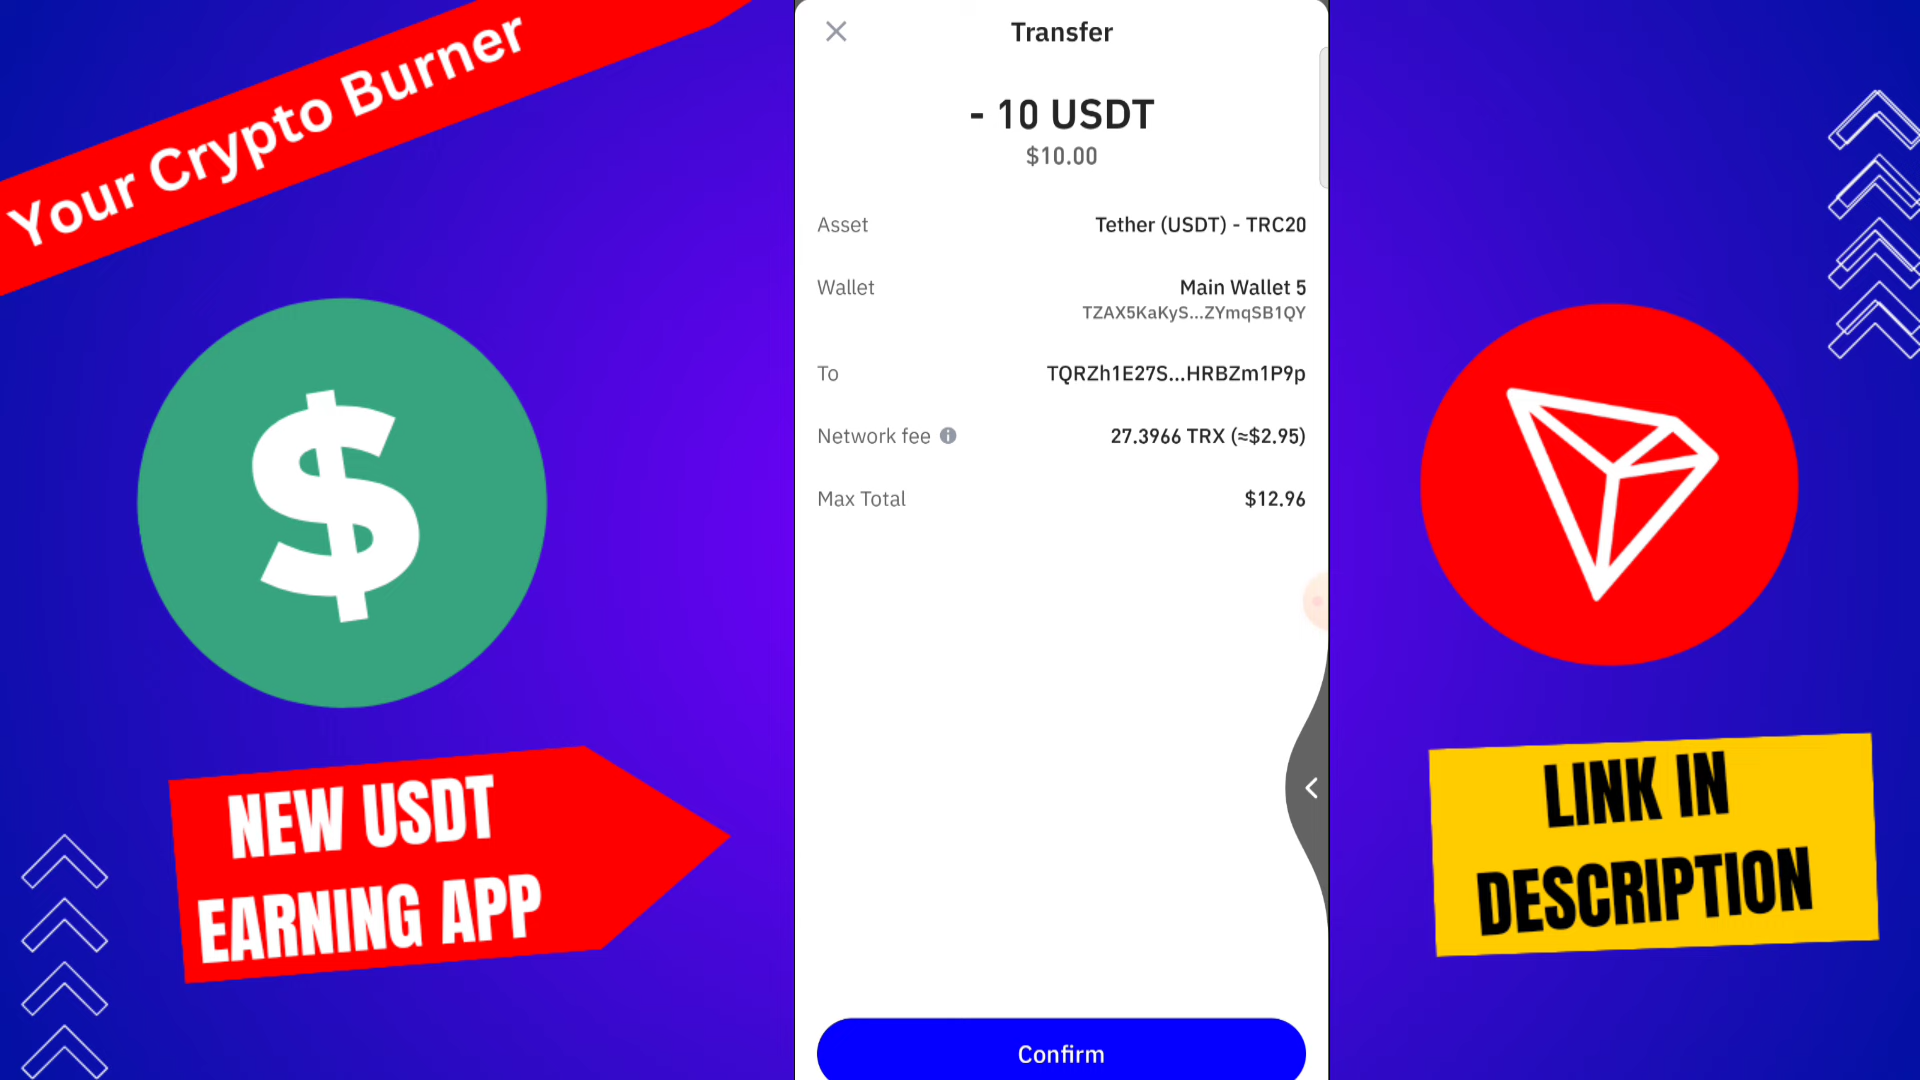 Your Crypto Burner
Transfer
- 10 USDT
$10.00
Asset Tether (USDT) - TRC20
Wallet Main Wallet 5
TZAX5KaKyS...ZYmqSB1QY
To TQRZh1E27S...HRBZm1P9p
Network fee 27.3966 TRX (≈$2.95)
Max Total $12.96
Confirm
NEW USDT
EARNING APP
LINK IN
DESCRIPTION